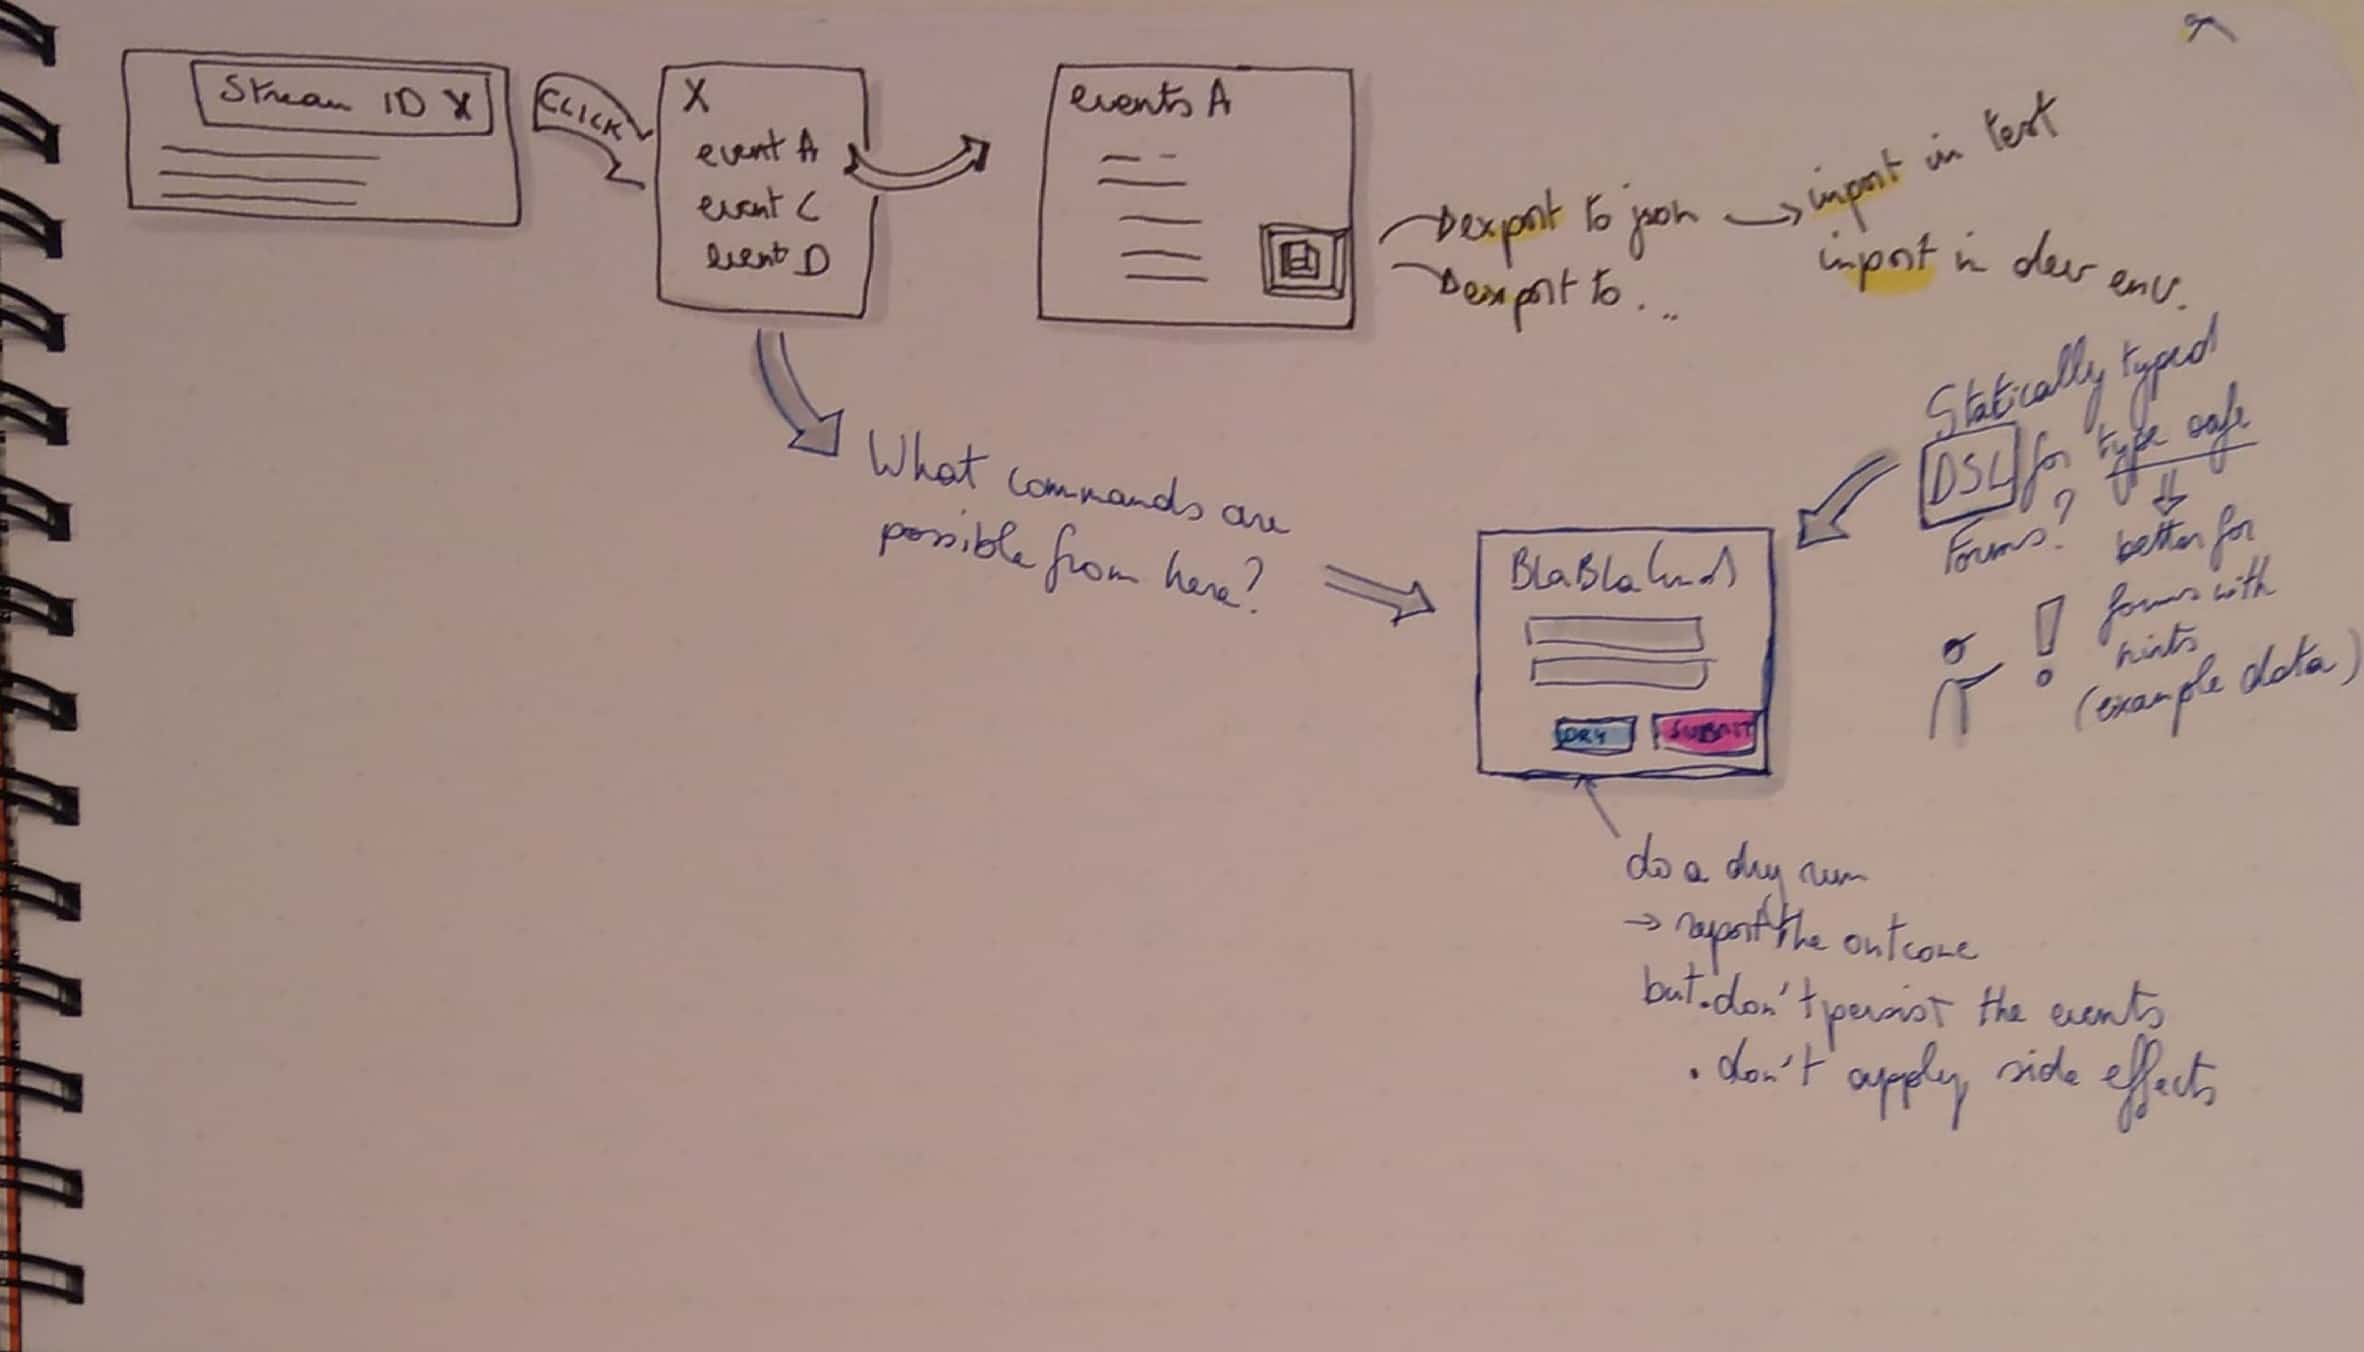 Stream ID X
CLICK
X
event A
event C
event D
events A
export to json
export to...
import in test
import in dev env.
What commands are
possible from here?
BlaBlaCmd
DRY
SUBMIT
Statically typed
DSL for type safe
Forms?
better for
forms with
hints
(example data)
!
do a dry run
→ report the outcome
but . don't persist the events
. don't apply side effects